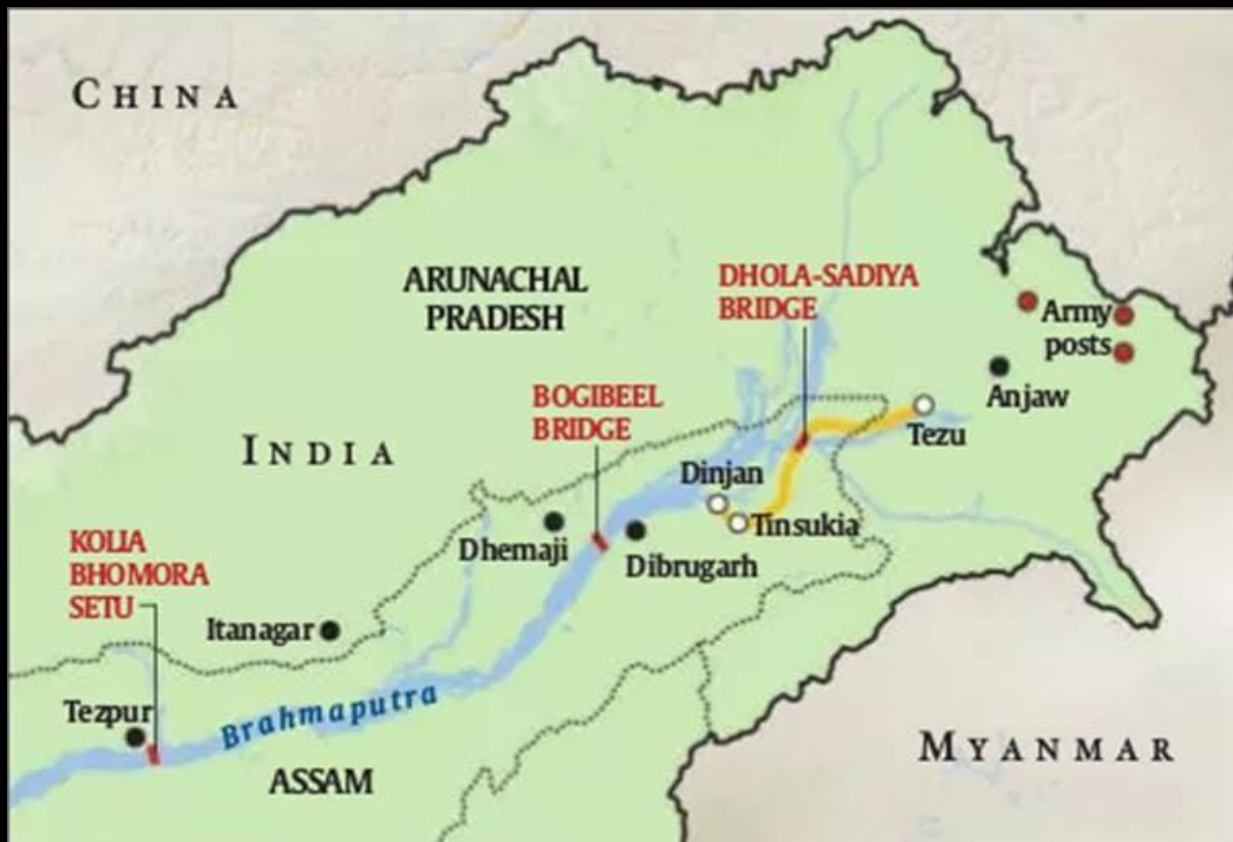 CHINA
ARUNACHAL
PRADESH
DHOLA-SADIYA
BRIDGE
Army
posts
Anjaw
BOGIBEEL
BRIDGE
Tezu
INDIA
Dinjan
Tinsukia
Dhemaji
Dibrugarh
KOLIA
BHOMORA
SETU
Itanagar
Tezpur
Brahmaputra
ASSAM
MYANMAR